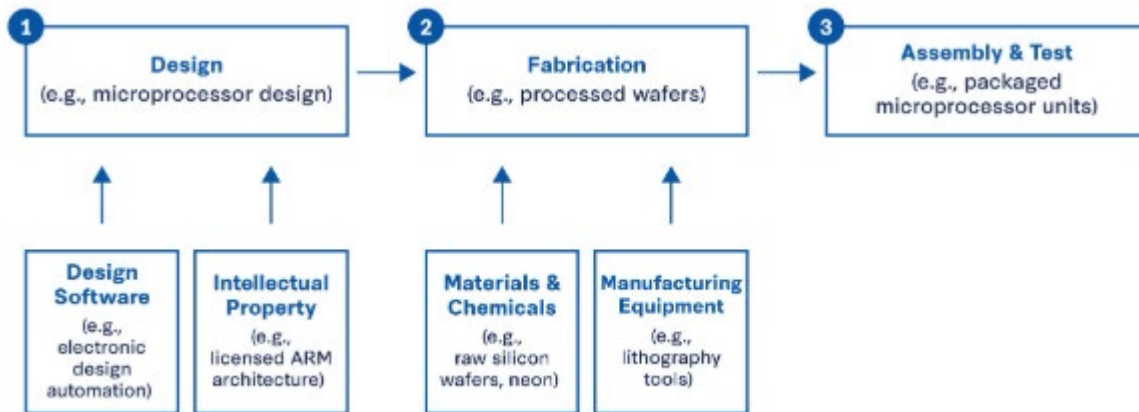 1
Design
(e.g., microprocessor design)
2
Fabrication
(e.g., processed wafers)
3
Assembly & Test
(e.g., packaged
microprocessor units)
Design
Software
(e.g.,
electronic
design
automation)
Intellectual
Property
(e.g.,
licensed ARM
architecture)
Materials &
Chemicals
(e.g.,
raw silicon
wafers, neon)
Manufacturing
Equipment
(e.g.,
lithography
tools)